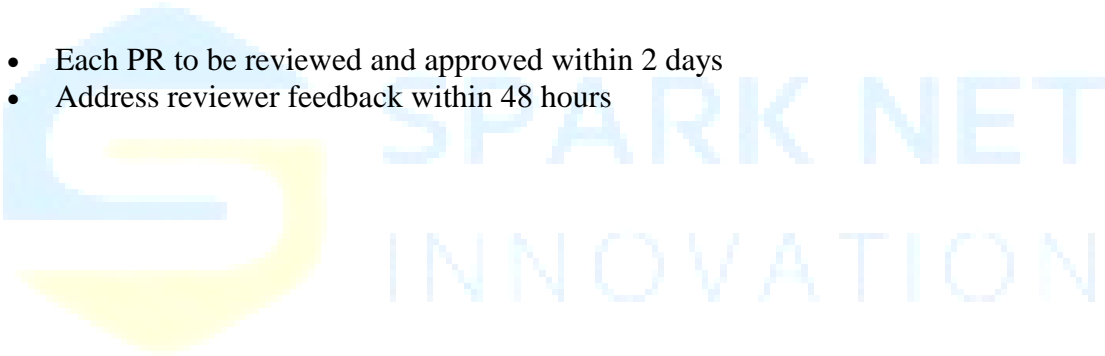 • Each PR to be reviewed and approved within 2 days
• Address reviewer feedback within 48 hours
SPARK NET
INNOVATION